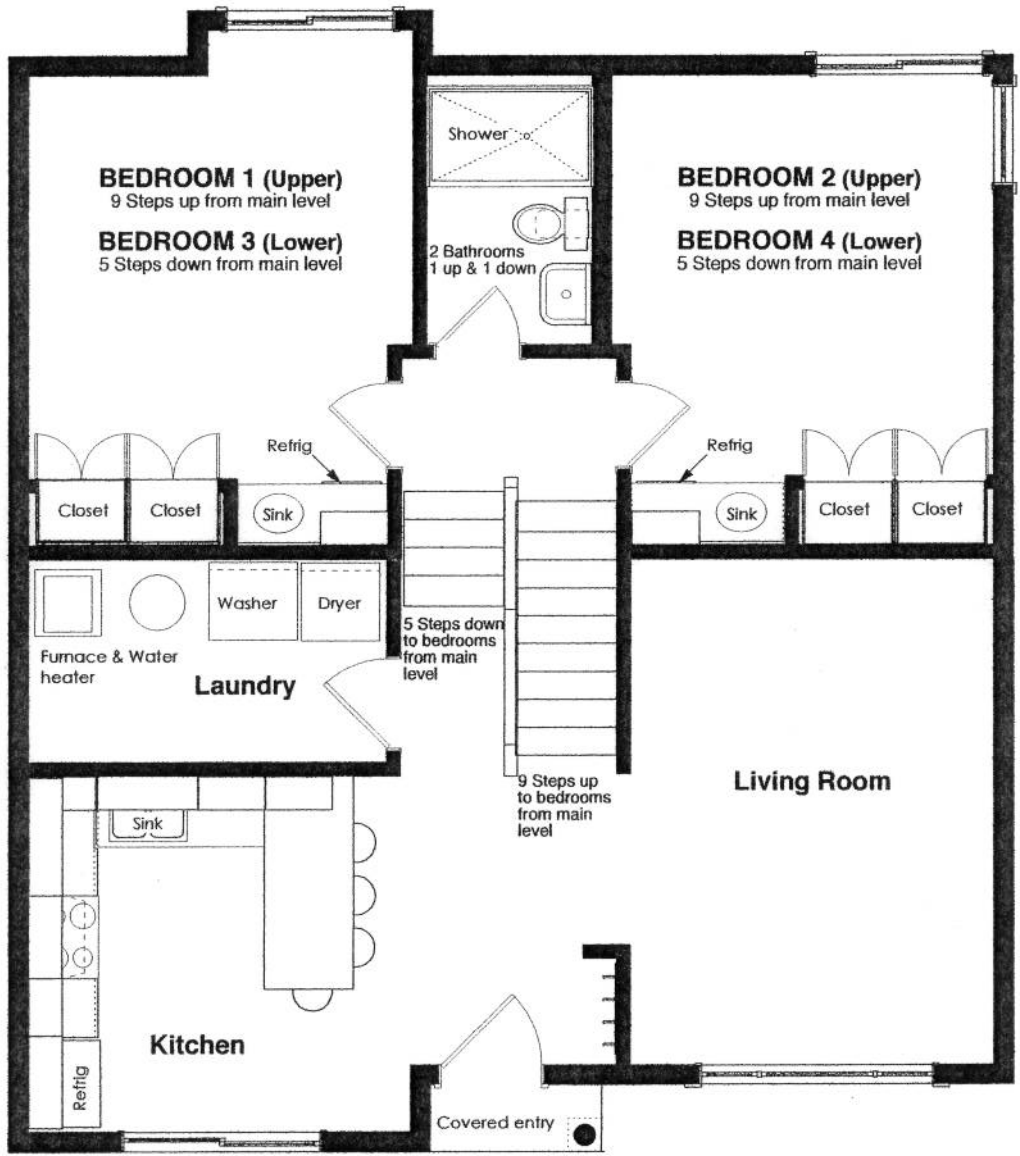 Shower
BEDROOM 1 (Upper)
9 Steps up from main level
BEDROOM 3 (Lower)
5 Steps down from main level
2 Bathrooms
1 up & 1 down
BEDROOM 2 (Upper)
9 Steps up from main level
BEDROOM 4 (Lower)
5 Steps down from main level
Refrig
Refrig
Closet
Closet
Sink
Sink
Closet
Closet
Washer
Dryer
Furnace & Water
heater
Laundry
5 Steps down
to bedrooms
from main
level
9 Steps up
to bedrooms
from main
level
Living Room
Sink
Kitchen
Refrig
Covered entry